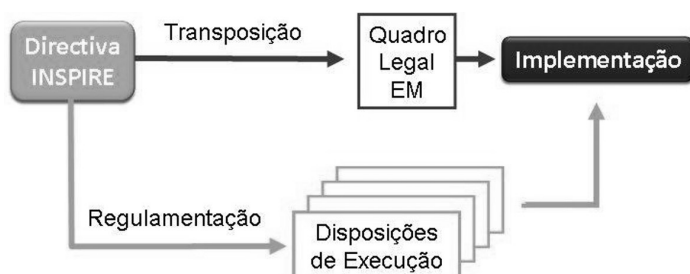 Directiva
INSPIRE
Transposição
Quadro
Legal
EM
Implementação
Regulamentação
Disposições
de Execução